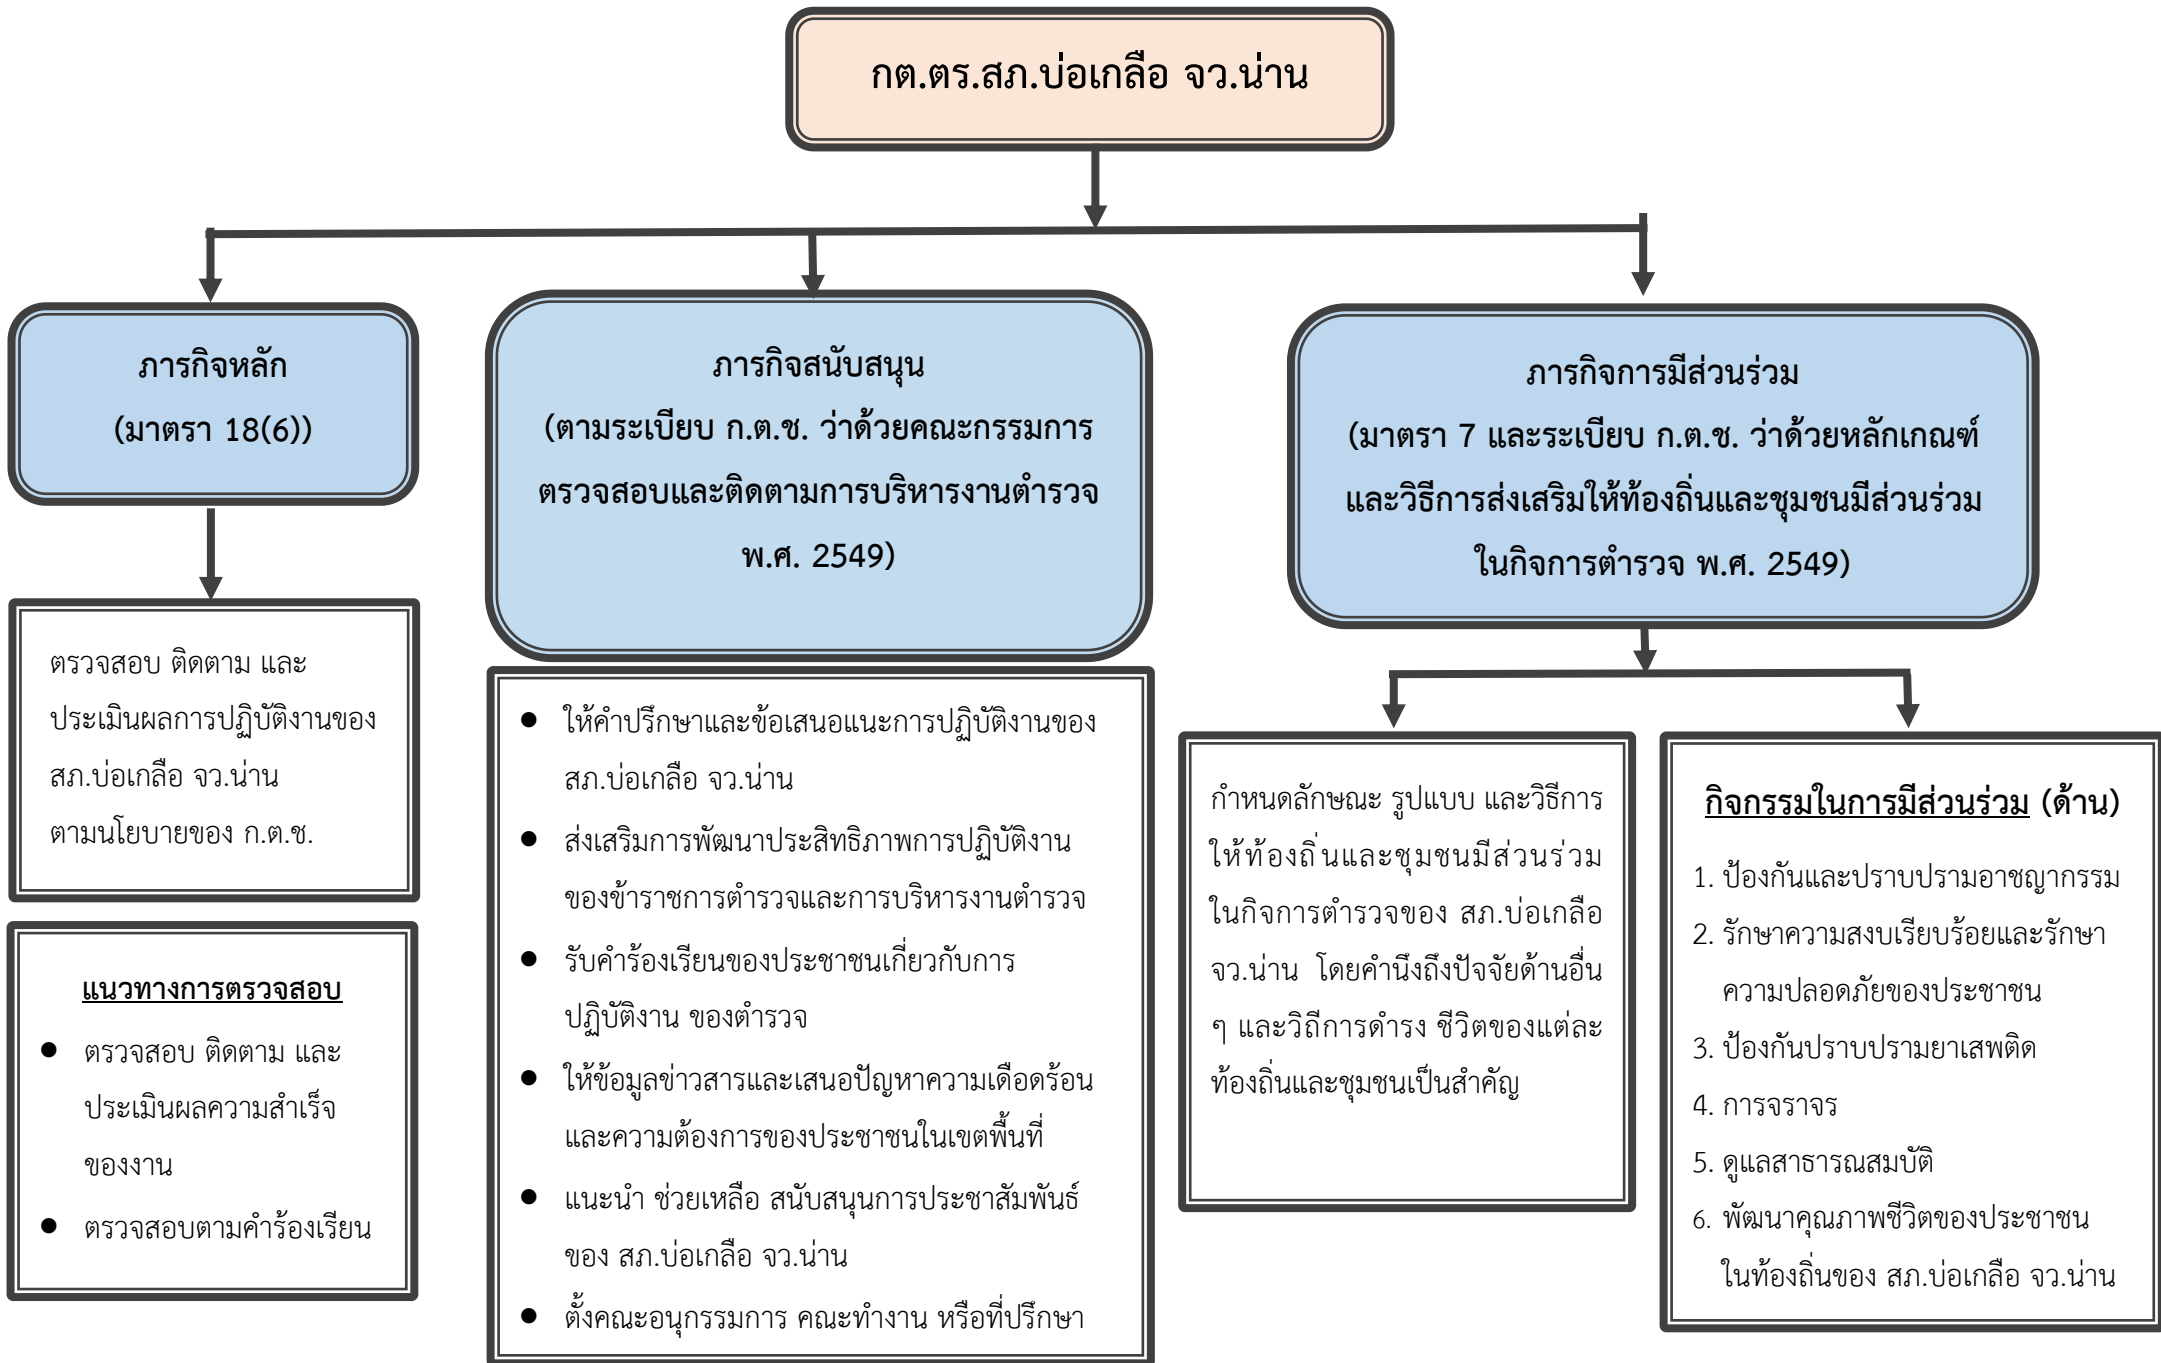 กต.ตร.สภ.บ่อเกลือ จว.น่าน
ภารกิจหลัก
(มาตรา 18(6))
ตรวจสอบ ติดตาม และ
ประเมินผลการปฏิบัติงานของ
สภ.บ่อเกลือ จว.น่าน
ตามนโยบายของ ก.ต.ช.
แนวทางการตรวจสอบ
● ตรวจสอบ ติดตาม และ
ประเมินผลความสำเร็จ
ของงาน
● ตรวจสอบตามคำร้องเรียน
ภารกิจสนับสนุน
(ตามระเบียบ ก.ต.ช. ว่าด้วยคณะกรรมการ
ตรวจสอบและติดตามการบริหารงานตำรวจ
พ.ศ. 2549)
● ให้คำปรึกษาและข้อเสนอแนะการปฏิบัติงานของ
สภ.บ่อเกลือ จว.น่าน
● ส่งเสริมการพัฒนาประสิทธิภาพการปฏิบัติงาน
ของข้าราชการตำรวจและการบริหารงานตำรวจ
● รับคำร้องเรียนของประชาชนเกี่ยวกับการ
ปฏิบัติงาน ของตำรวจ
● ให้ข้อมูลข่าวสารและเสนอปัญหาความเดือดร้อน
และความต้องการของประชาชนในเขตพื้นที่
● แนะนำ ช่วยเหลือ สนับสนุนการประชาสัมพันธ์
ของ สภ.บ่อเกลือ จว.น่าน
● ตั้งคณะอนุกรรมการ คณะทำงาน หรือที่ปรึกษา
ภารกิจการมีส่วนร่วม
(มาตรา 7 และระเบียบ ก.ต.ช. ว่าด้วยหลักเกณฑ์
และวิธีการส่งเสริมให้ท้องถิ่นและชุมชนมีส่วนร่วม
ในกิจการตำรวจ พ.ศ. 2549)
กำหนดลักษณะ รูปแบบ และวิธีการ
ให้ท้องถิ่นและชุมชนมีส่วนร่วม
ในกิจการตำรวจของ สภ.บ่อเกลือ
จว.น่าน โดยคำนึงถึงปัจจัยด้านอื่น
ๆ และวิถีการดำรง ชีวิตของแต่ละ
ท้องถิ่นและชุมชนเป็นสำคัญ
กิจกรรมในการมีส่วนร่วม (ด้าน)
1. ป้องกันและปราบปรามอาชญากรรม
2. รักษาความสงบเรียบร้อยและรักษา
ความปลอดภัยของประชาชน
3. ป้องกันปราบปรามยาเสพติด
4. การจราจร
5. ดูแลสาธารณสมบัติ
6. พัฒนาคุณภาพชีวิตของประชาชน
ในท้องถิ่นของ สภ.บ่อเกลือ จว.น่าน